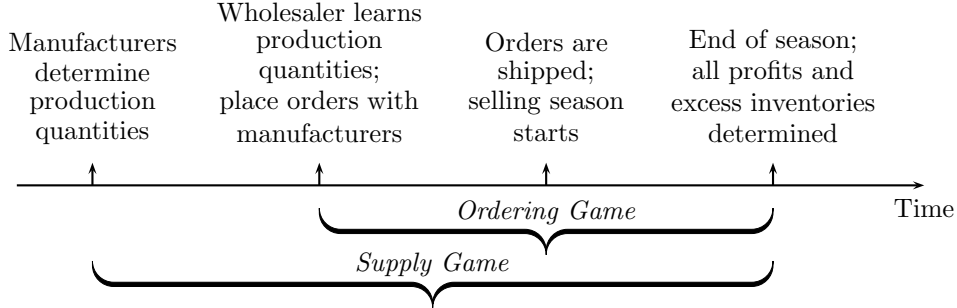 Manufacturers
determine
production
quantities
Wholesaler learns
production
quantities;
place orders with
manufacturers
Orders are
shipped;
selling season
starts
End of season;
all profits and
excess inventories
determined
Time
Ordering Game
Supply Game